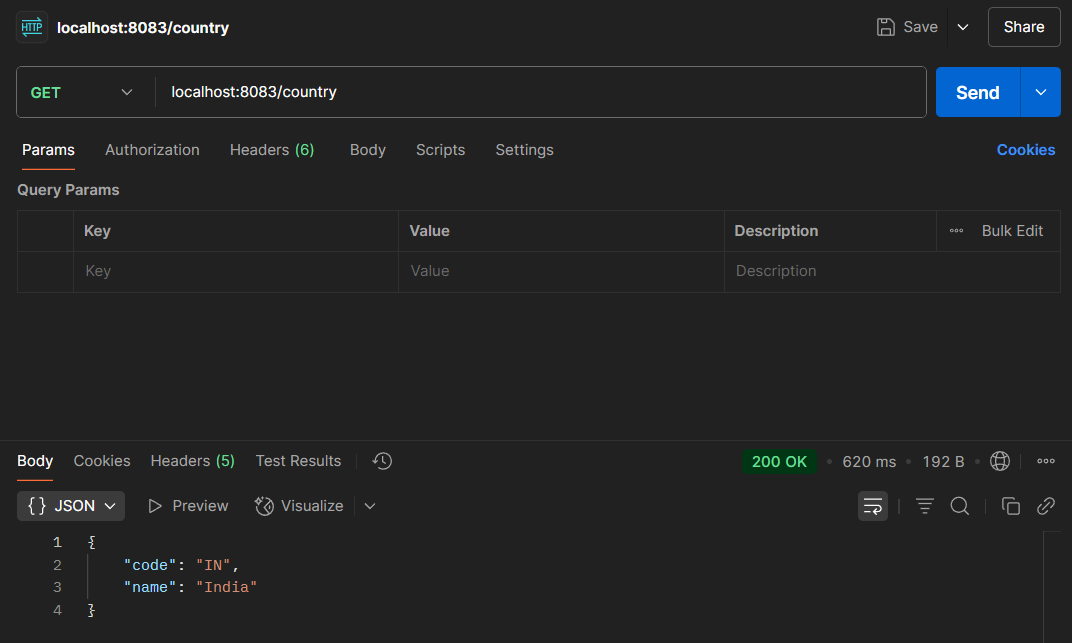 HTTP localhost:8083/country Save Share
GET localhost:8083/country Send
Params Authorization Headers (6) Body Scripts Settings Cookies
Query Params
Key Value Description Bulk Edit
Key Value Description
Body Cookies Headers (5) Test Results 200 OK • 620 ms • 192 B •
{} JSON Preview Visualize
1 {
2 "code": "IN",
3 "name": "India"
4 }